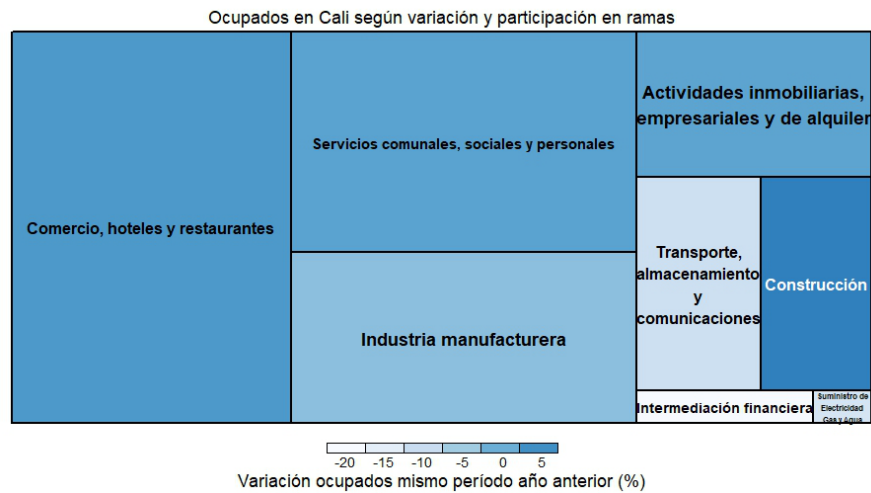 Ocupados en Cali según variación y participación en ramas
Comercio, hoteles y restaurantes
Servicios comunales, sociales y personales
Industria manufacturera
Actividades inmobiliarias,
empresariales y de alquiler
Transporte,
almacenamiento
y
comunicaciones
Construcción
Intermediación financiera
Suministro de
Electricidad
Gas y Agua
-20 -15 -10 -5 0 5
Variación ocupados mismo período año anterior (%)